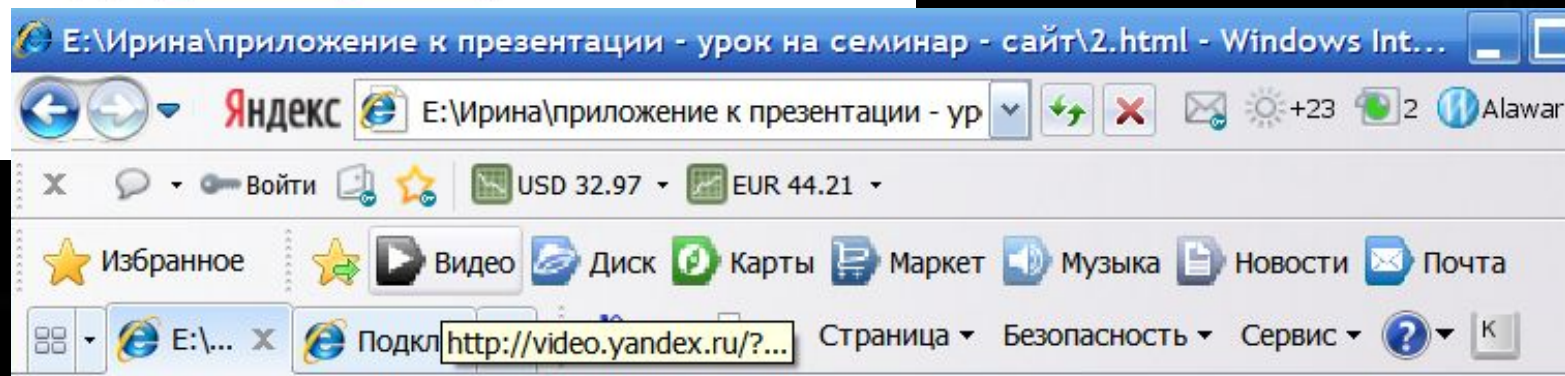 E:\Ирина\приложение к презентации - урок на семинар - сайт\2.html - Windows Int...
Яндекс E:\Ирина\приложение к презентации - ур +23 2 Alawar
x Войти USD 32.97 EUR 44.21
Избранное Видео Диск Карты Маркет Музыка Новости Почта
E:\... x Подкл http://video.yandex.ru/?... Страница Безопасность Сервис ? K